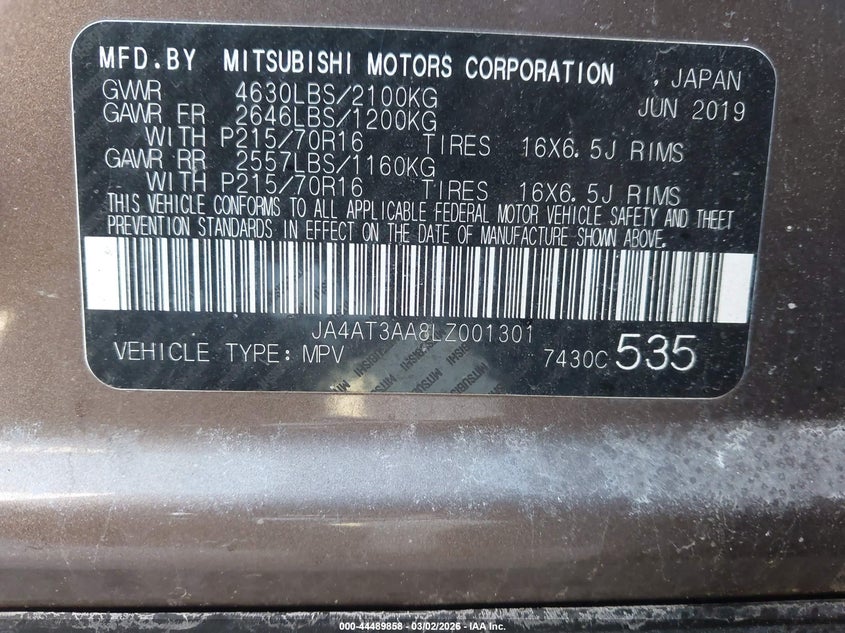 MFD.BY MITSUBISHI MOTORS CORPORATION , JAPAN
GVWR 4630LBS/2100KG JUN 2019
GAWR FR 2646LBS/1200KG
WITH P215/70R16 TIRES 16X6.5J RIMS
GAWR RR 2557LBS/1160KG
WITH P215/70R16 TIRES 16X6.5J RIMS
THIS VEHICLE CONFORMS TO ALL APPLICABLE FEDERAL MOTOR VEHICLE SAFETY AND THEFT
PREVENTION STANDARDS IN EFFECT ON THE DATE OF MANUFACTURE SHOWN ABOVE.
JA4AT3AA8LZ001301
VEHICLE TYPE: MPV 7430C 535
000-44489858 - 03/02/2026 - IAA Inc.